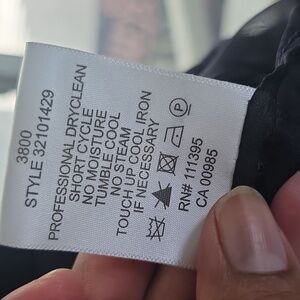 3800
STYLE 32101429
PROFESSIONAL DRYCLEAN
SHORT CYCLE
NO MOISTURE
TUMBLE COOL
NO STEAM
TOUCH UP COOL IRON
IF NECESSARY
P
RN# 111395
CA 00985